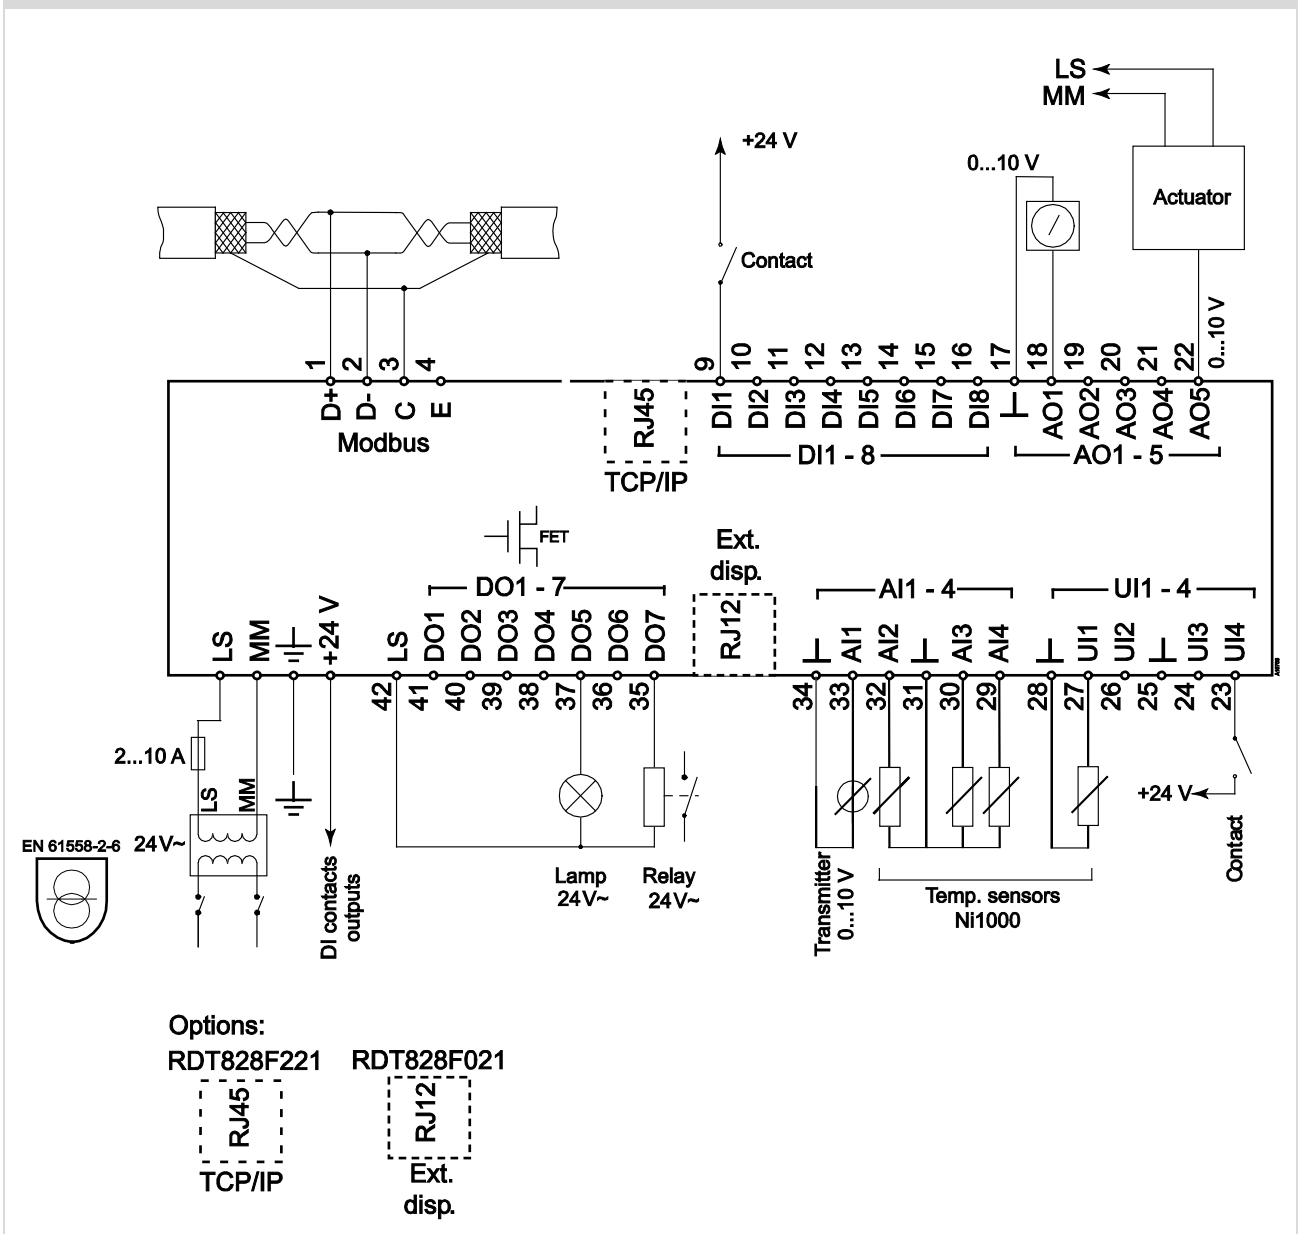 LS
MM
+24 V
0...10 V
Actuator
Contact
0...10 V
1 2 3 4
9 10 11 12 13 14 15 16 17 18 19 20 21 22
D+ D- C E
Modbus
RJ45
TCP/IP
DI1 DI2 DI3 DI4 DI5 DI6 DI7 DI8 AO1 AO2 AO3 AO4 AO5
DI1 - 8
AO1 - 5
FET
Ext.
disp.
RJ12
DO1 - 7
AI1 - 4
UI1 - 4
LS MM +24 V
LS DO1 DO2 DO3 DO4 DO5 DO6 DO7
AI1 AI2 AI3 AI4
UI1 UI2 UI3 UI4
42 41 40 39 38 37 36 35
34 33 32 31 30 29 28 27 26 25 24 23
2...10 A
LS MM
EN 61558-2-6
24V~
DI contacts
outputs
Lamp
24V~
Relay
24V~
Transmitter
0...10 V
Temp. sensors
Ni1000
+24 V
Contact
Options:
RDT828F221
RJ45
TCP/IP
RDT828F021
RJ12
Ext.
disp.